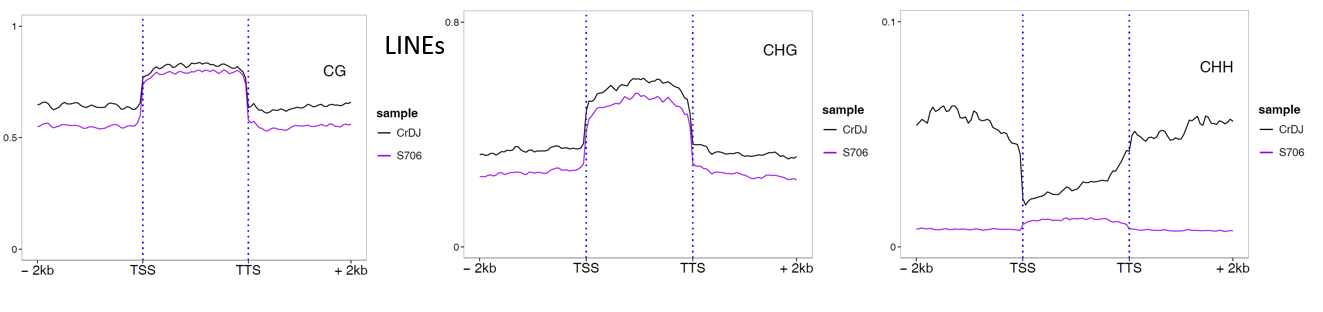 LINEs
1
0.5
0
CG
− 2kb TSS TTS + 2kb
sample
CrDJ
S706
0.8
0
CHG
− 2kb TSS TTS + 2kb
sample
CrDJ
S706
0.1
0
CHH
− 2kb TSS TTS + 2kb
sample
CrDJ
S706